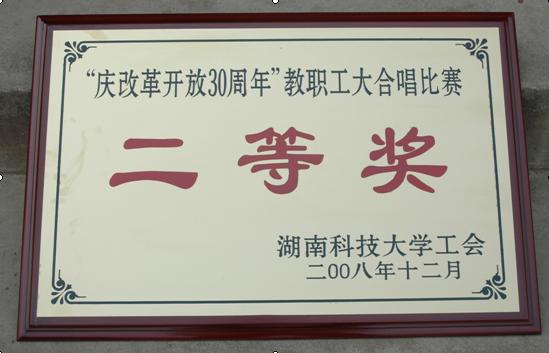 “庆改革开放30周年”教职工大合唱比赛
二等奖
湖南科技大学工会
二00八年十二月